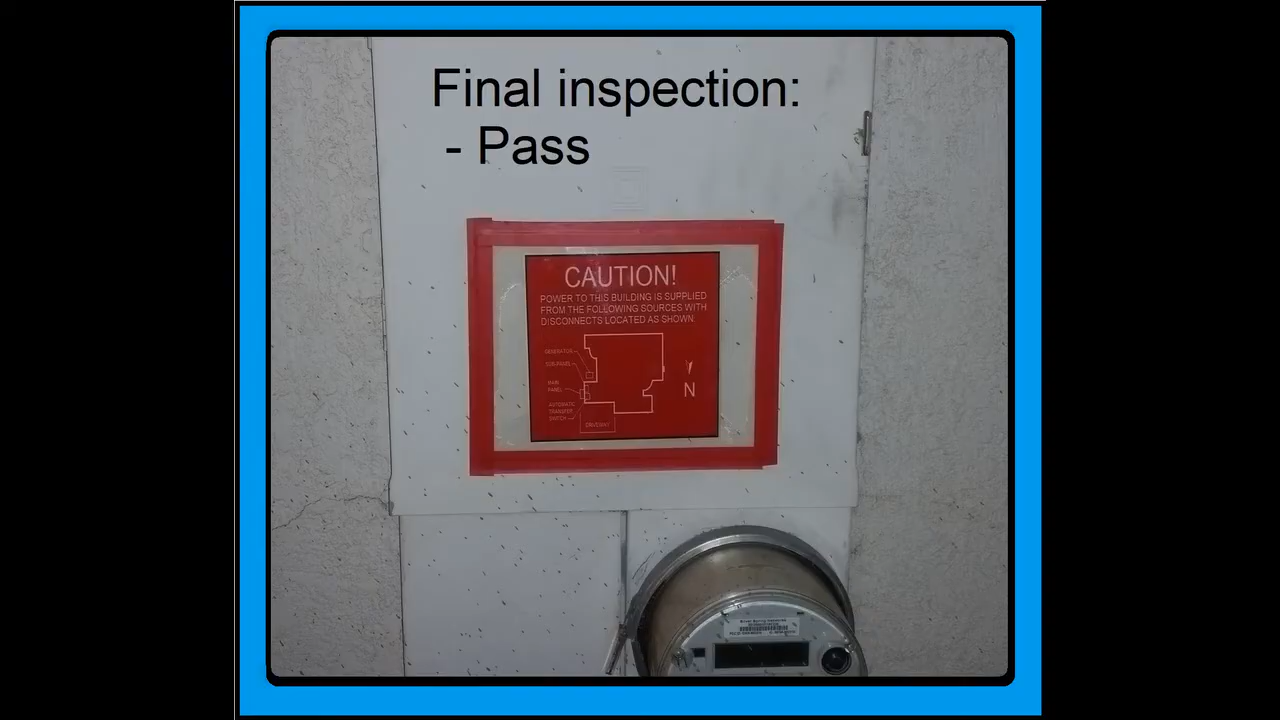 Final inspection:
- Pass
CAUTION!
POWER TO THIS BUILDING IS SUPPLIED
FROM THE FOLLOWING SOURCES WITH
DISCONNECTS LOCATED AS SHOWN.
GENERATOR
SUBPANEL
MAIN
PANEL
AUTOMATIC
TRANSFER
SWITCH
DRIVEWAY
N